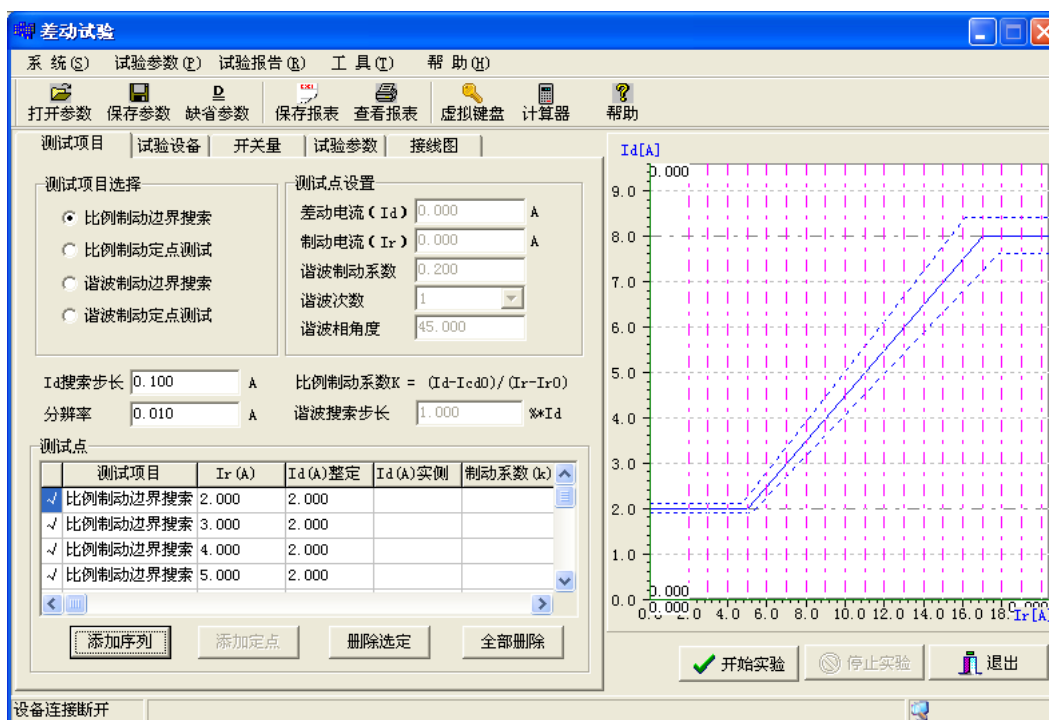 差动试验
系 统(S) 试验参数(P) 试验报告(R) 工 具(T) 帮 助(H)
打开参数 保存参数 缺省参数 保存报表 查看报表 虚拟键盘 计算器 帮助
测试项目 试验设备 开关量 试验参数 接线图
测试项目选择
比例制动边界搜索
比例制动定点测试
谐波制动边界搜索
谐波制动定点测试
测试点设置
差动电流(Id) 0.000 A
制动电流(Ir) 0.000 A
谐波制动系数 0.200
谐波次数 1
谐波相角度 45.000
Id搜索步长 0.100 A 比例制动系数K = (Id-Icd0)/(Ir-Ir0)
分辨率 0.010 A 谐波搜索步长 1.000 %*Id
测试点
测试项目 Ir(A) Id(A)整定 Id(A)实侧 制动系数(k)
√ 比例制动边界搜索 2.000 2.000
√ 比例制动边界搜索 3.000 2.000
√ 比例制动边界搜索 4.000 2.000
√ 比例制动边界搜索 5.000 2.000
添加序列 添加定点 删除选定 全部删除
Id[A]
0.000
9.0
8.0
7.0
6.0
5.0
4.0
3.0
2.0
1.0
0.000
0.0
0.000
0.0 2.0 4.0 6.0 8.0 10.0 12.0 14.0 16.0 18.0 Ir[A]
开始实验 停止实验 退出
设备连接断开